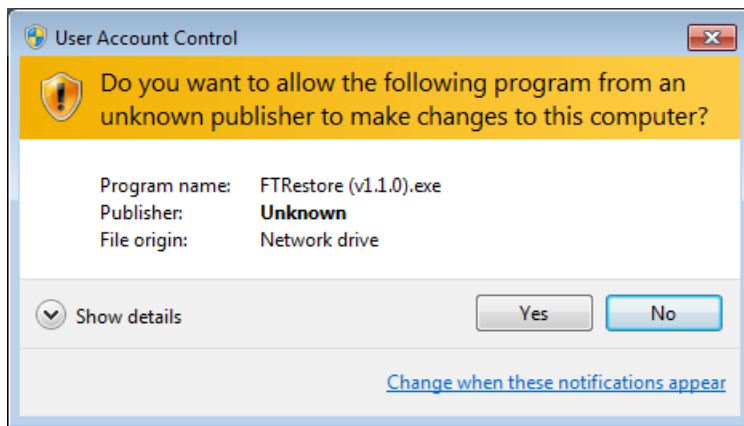 User Account Control
Do you want to allow the following program from an
unknown publisher to make changes to this computer?
Program name: FTRestore (v1.1.0).exe
Publisher: Unknown
File origin: Network drive
Show details Yes No
Change when these notifications appear